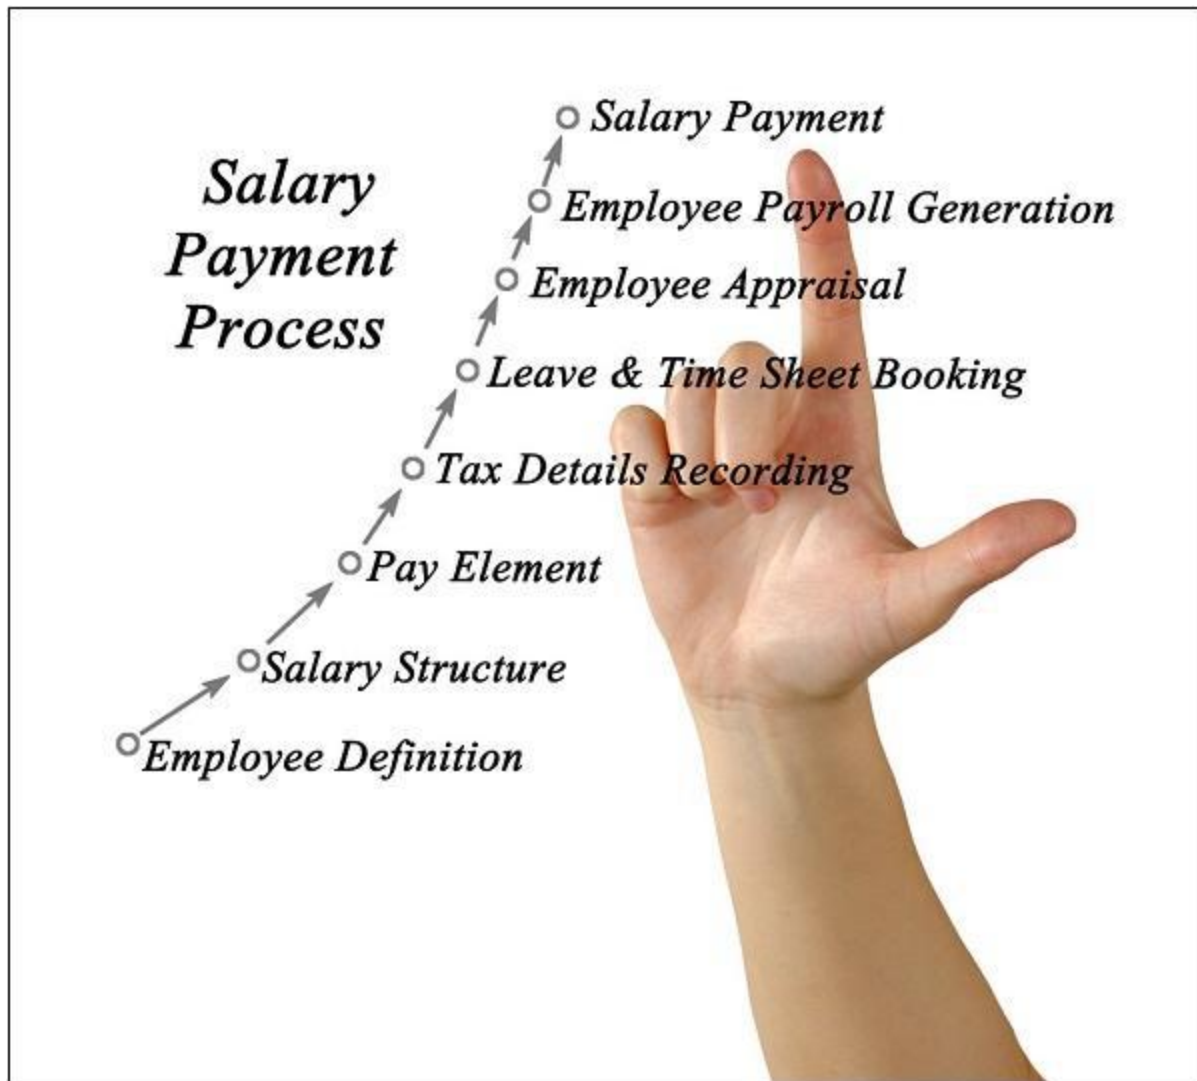 Salary
Payment
Process
Salary Payment
Employee Payroll Generation
Employee Appraisal
Leave & Time Sheet Booking
Tax Details Recording
Pay Element
Salary Structure
Employee Definition